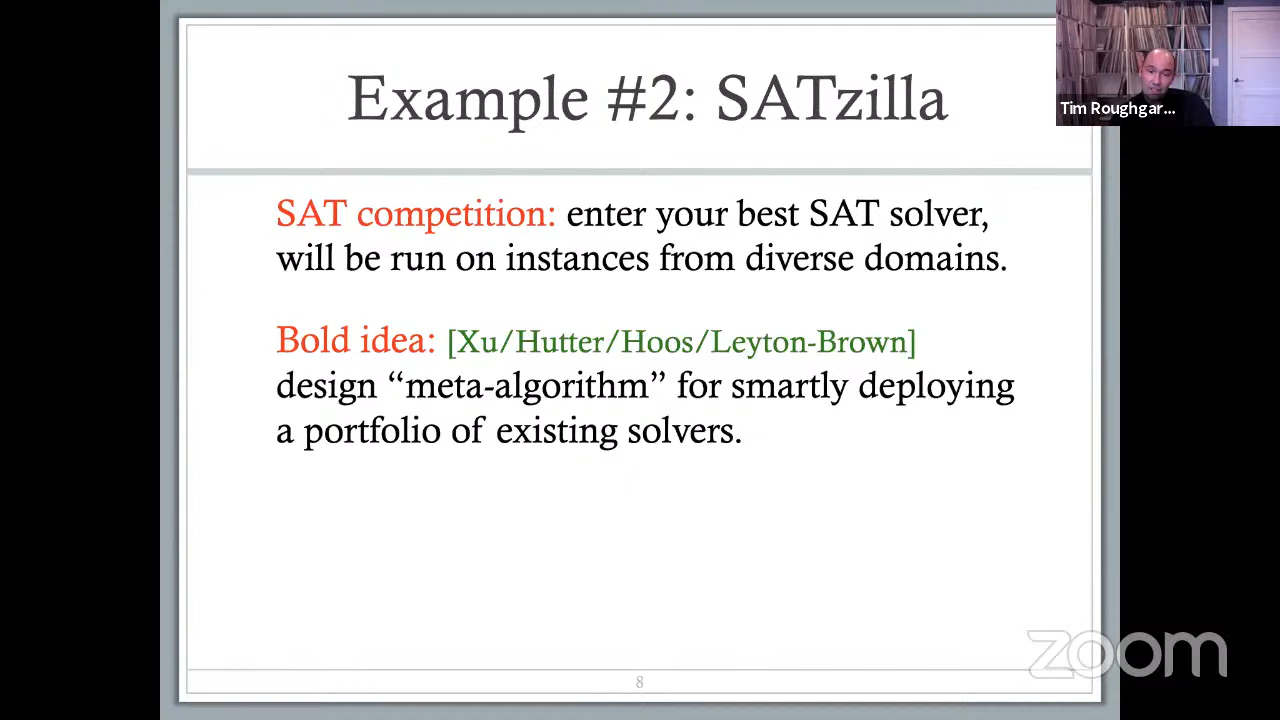 Example #2: SATzilla
Tim Roughgar...
SAT competition: enter your best SAT solver,
will be run on instances from diverse domains.
Bold idea: [Xu/Hutter/Hoos/Leyton-Brown]
design “meta-algorithm” for smartly deploying
a portfolio of existing solvers.
zoom
8